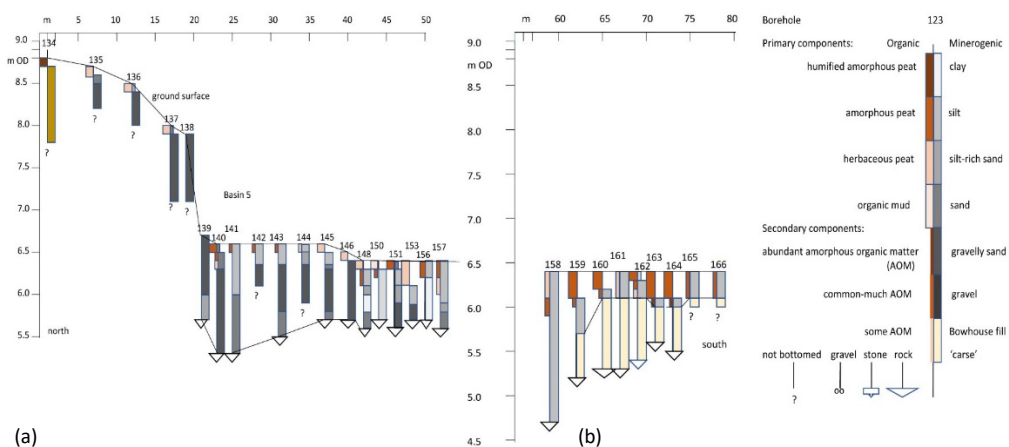 m 0 5 10 15 20 25 30 35 40 45 50
9.0
m OD
8.5
8.0
7.5
7.0
6.5
6.0
5.5
134
135
136
137
138
ground surface
?
?
?
?
?
Basin 5
139
140
141
142
143
144
145
146
148
150
151
153
156
157
?
?
north
(a)
m 60 65 70 75 80
9.0
m OD
8.5
8.0
7.5
7.0
6.5
6.0
5.5
5.0
4.5
158
159
160
161
162
163
164
165
166
?
?
south
(b)
Borehole 123
Primary components: Organic Minerogenic
humified amorphous peat clay
amorphous peat silt
herbaceous peat silt-rich sand
organic mud sand
Secondary components:
abundant amorphous organic matter gravelly sand
(AOM)
common-much AOM gravel
some AOM Bowhouse fill
not bottomed gravel stone rock 'carse'
?